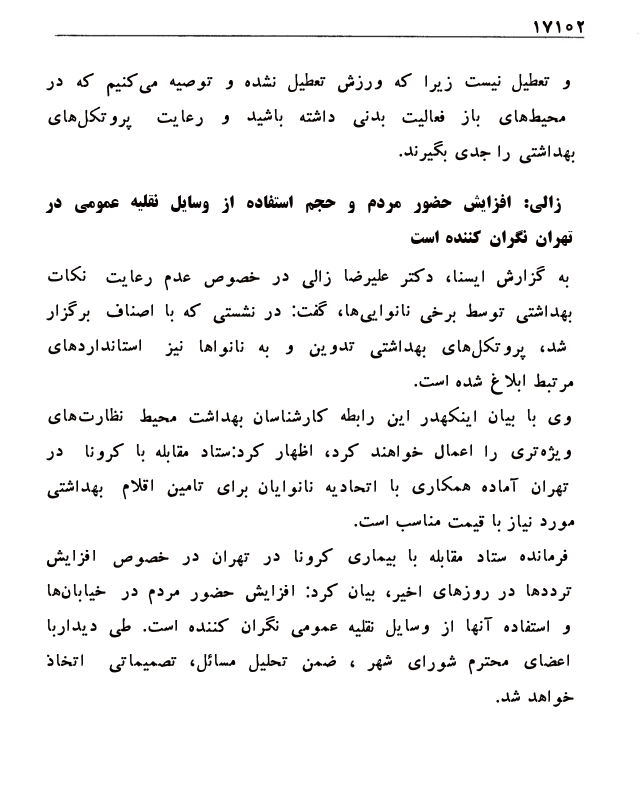 ۱۷۱۰۲
و تعطیل نیست زیرا که ورزش تعطیل نشده و توصیه می‌کنیم که در
محیط‌های باز فعالیت بدنی داشته باشید و رعایت پروتکل‌های
بهداشتی را جدی بگیرند.
زالی: افزایش حضور مردم و حجم استفاده از وسایل نقلیه عمومی در
تهران نگران کننده است
به گزارش ایسنا، دکتر علیرضا زالی در خصوص عدم رعایت نکات
بهداشتی توسط برخی نانوایی‌ها، گفت: در نشستی که با اصناف برگزار
شد، پروتکل‌های بهداشتی تدوین و به نانواها نیز استانداردهای
مرتبط ابلاغ شده است.
وی با بیان اینکهدر این رابطه کارشناسان بهداشت محیط نظارت‌های
ویژه‌تری را اعمال خواهند کرد، اظهار کرد:ستاد مقابله با کرونا در
تهران آماده همکاری با اتحادیه نانوایان برای تامین اقلام بهداشتی
مورد نیاز با قیمت مناسب است.
فرمانده ستاد مقابله با بیماری کرونا در تهران در خصوص افزایش
ترددها در روزهای اخیر، بیان کرد: افزایش حضور مردم در خیابان‌ها
و استفاده آنها از وسایل نقلیه عمومی نگران کننده است. طی دیداربا
اعضای محترم شورای شهر ، ضمن تحلیل مسائل، تصمیماتی اتخاذ
خواهد شد.